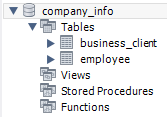 company_info
Tables
business_client
employee
Views
Stored Procedures
Functions